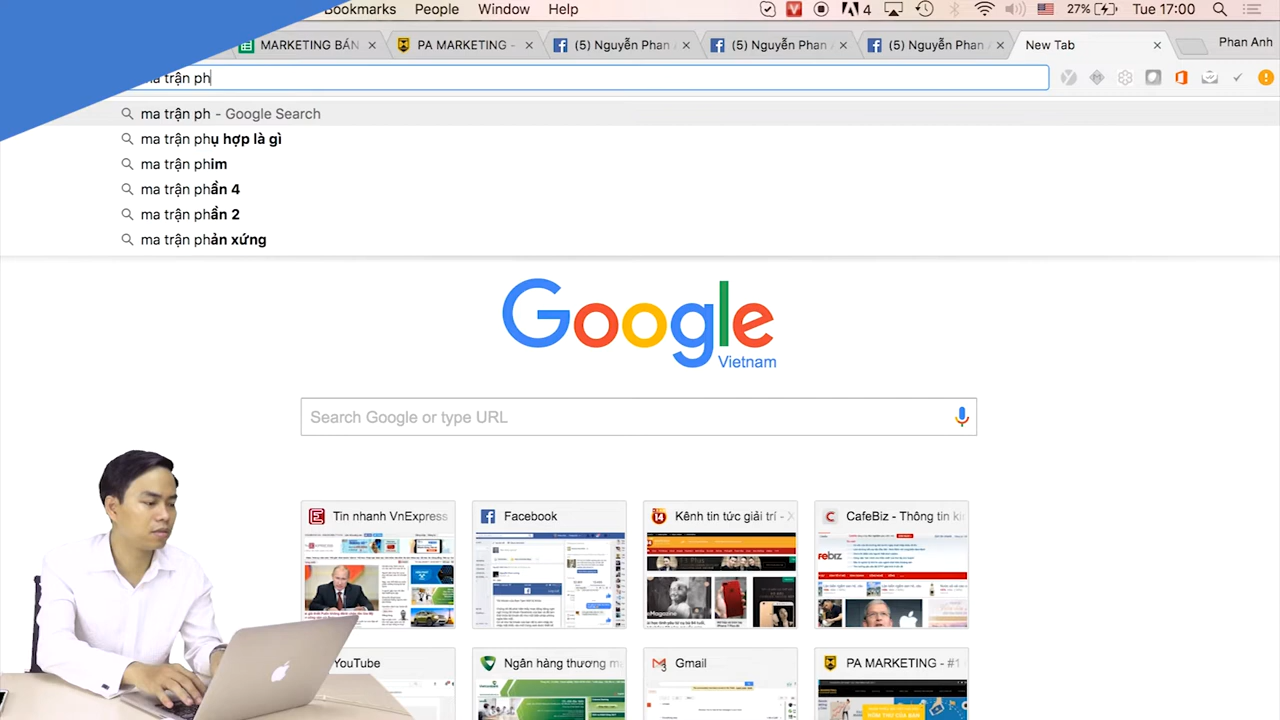 Bookmarks People Window Help 4 27% Tue 17:00
MARKETING BÁN PA MARKETING - (5) Nguyễn Phan (5) Nguyễn Phan (5) Nguyễn Phan New Tab Phan Anh
ma trận ph
ma trận ph - Google Search
ma trận phụ hợp là gì
ma trận phim
ma trận phần 4
ma trận phần 2
ma trận phản xứng
Google
Vietnam
Search Google or type URL
Tin nhanh VnExpress Facebook Kênh tin tức giải trí - X CafeBiz - Thông tin kin
YouTube Ngân hàng thương m Gmail PA MARKETING - #1